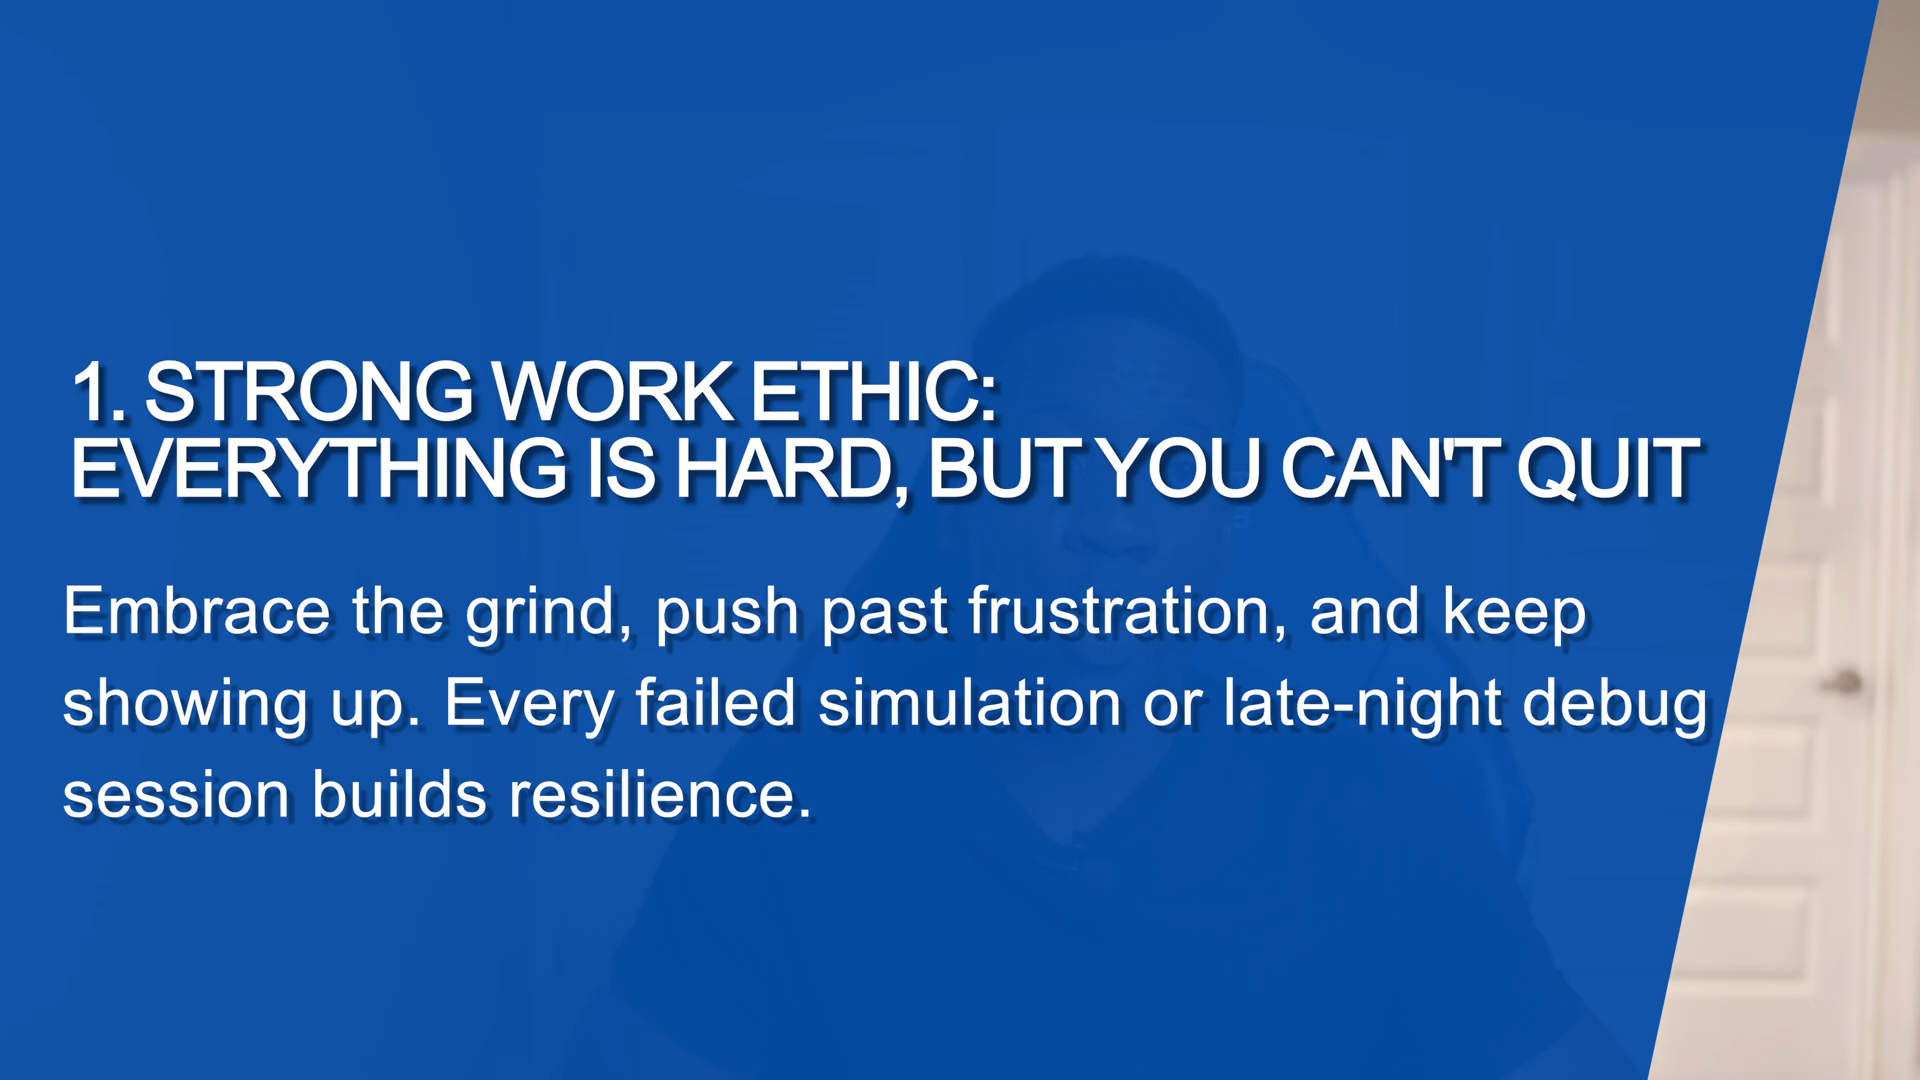 1. STRONG WORK ETHIC:
EVERYTHING IS HARD, BUT YOU CAN'T QUIT
Embrace the grind, push past frustration, and keep
showing up. Every failed simulation or late-night debug
session builds resilience.